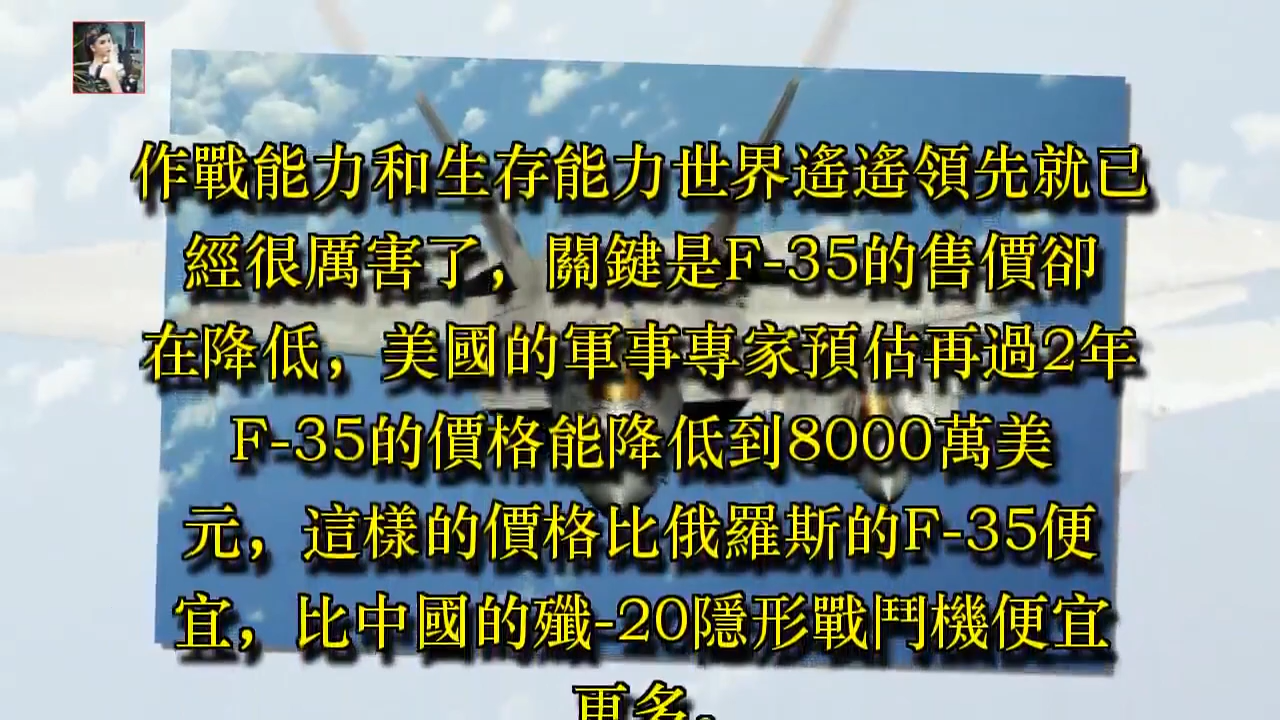 作戰能力和生存能力世界遙遙領先就已
經很厲害了，關鍵是F-35的售價卻
在降低，美國的軍事專家預估再過2年
F-35的價格能降低到8000萬美
元，這樣的價格比俄羅斯的F-35便
宜，比中國的殲-20隱形戰鬥機便宜
更多。